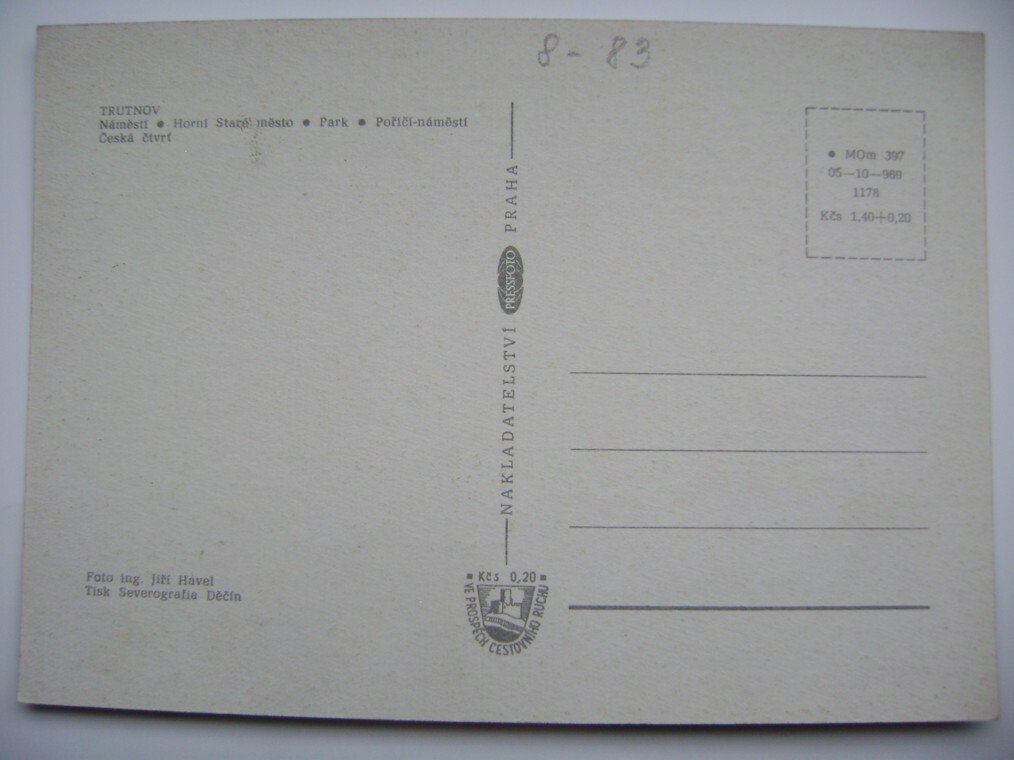 8 - 83
TRUTNOV
Náměstí ● Horní Staré město ● Park ● Poříčí-náměstí
Česká čtvrť
● MOm 397
05—10—969
1178
Kčs 1,40+0,20
NAKLADATELSTVÍ PRESSFOTO PRAHA
Foto ing. Jiří Havel
Tisk Severografia Děčín
Kčs 0,20
VE PROSPĚCH CESTOVNÍHO RUCHU